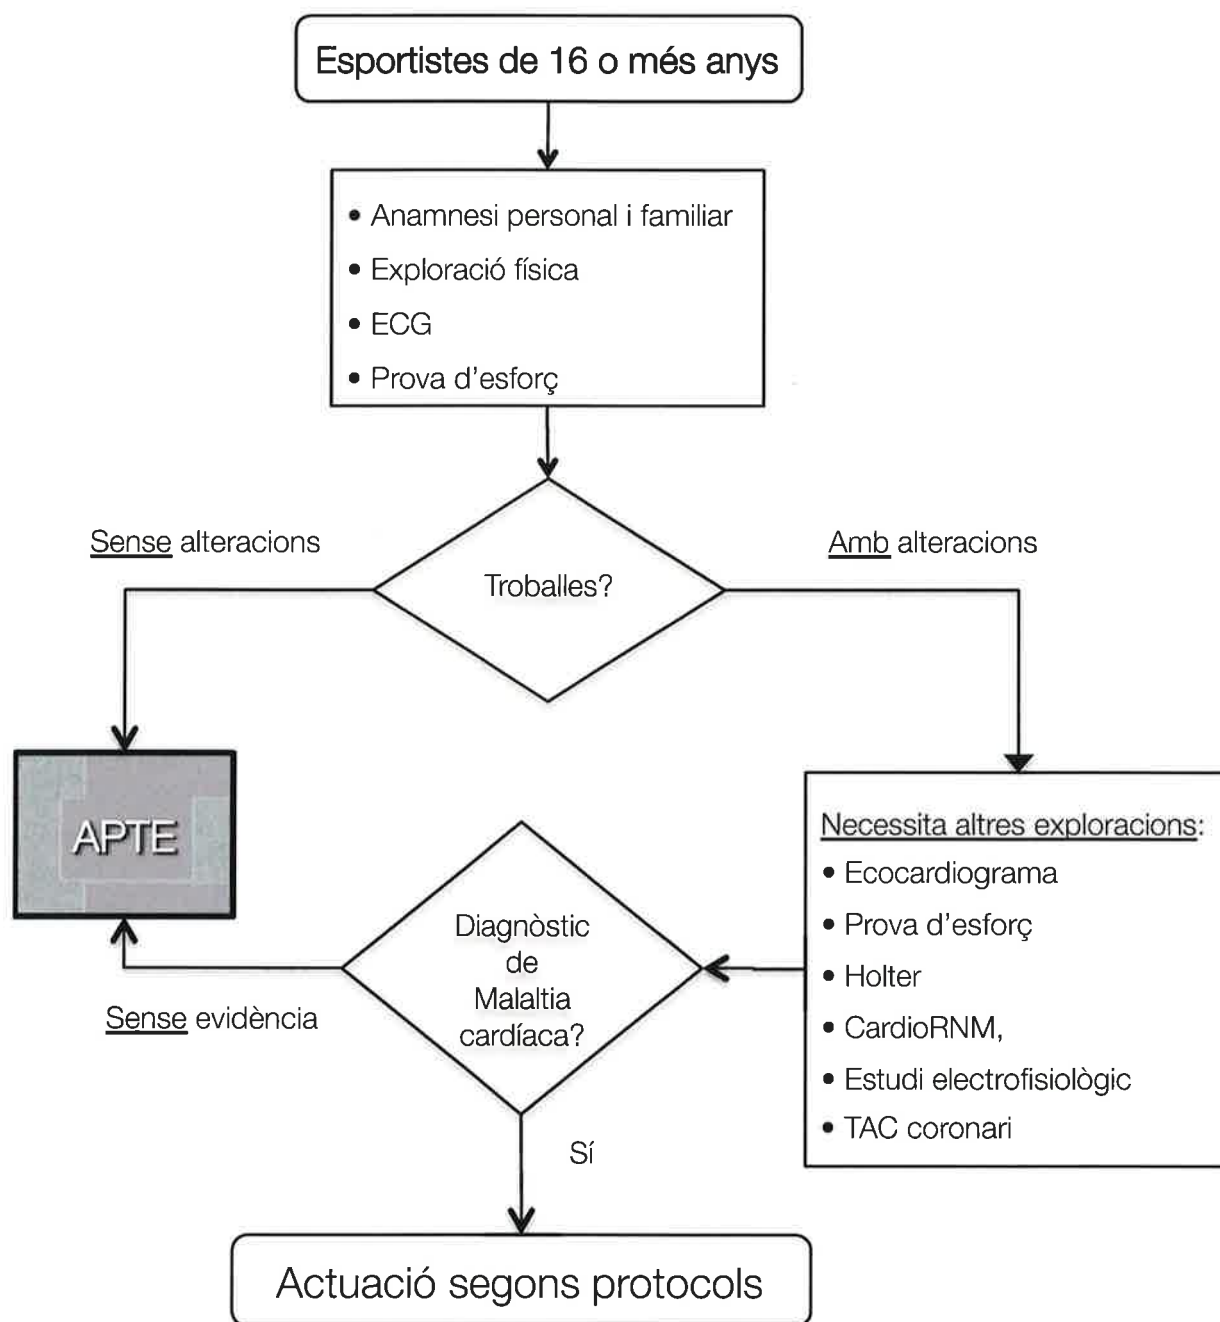 Esportistes de 16 o més anys
• Anamnesi personal i familiar
• Exploració física
• ECG
• Prova d'esforç
Sense alteracions
Amb alteracions
Troballes?
APTE
Necessita altres exploracions:
• Ecocardiograma
• Prova d'esforç
• Holter
• CardioRNM,
• Estudi electrofisiològic
• TAC coronari
Diagnòstic
de
Malaltia
cardíaca?
Sense evidència
Sí
Actuació segons protocols